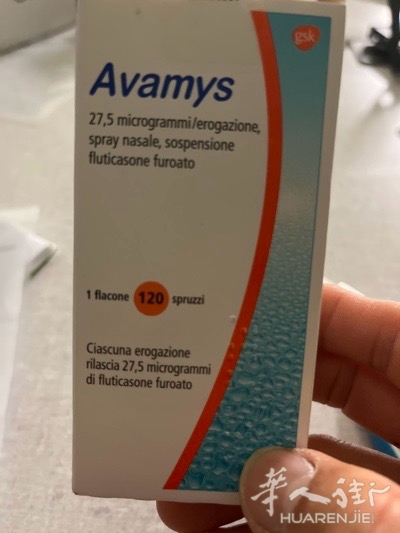 gsk
Avamys
27,5 microgrammi/erogazione,
spray nasale, sospensione
fluticasone furoato
1 flacone 120 spruzzi
Ciascuna erogazione
rilascia 27,5 microgrammi
di fluticasone furoato
华人街
HUARENJIE